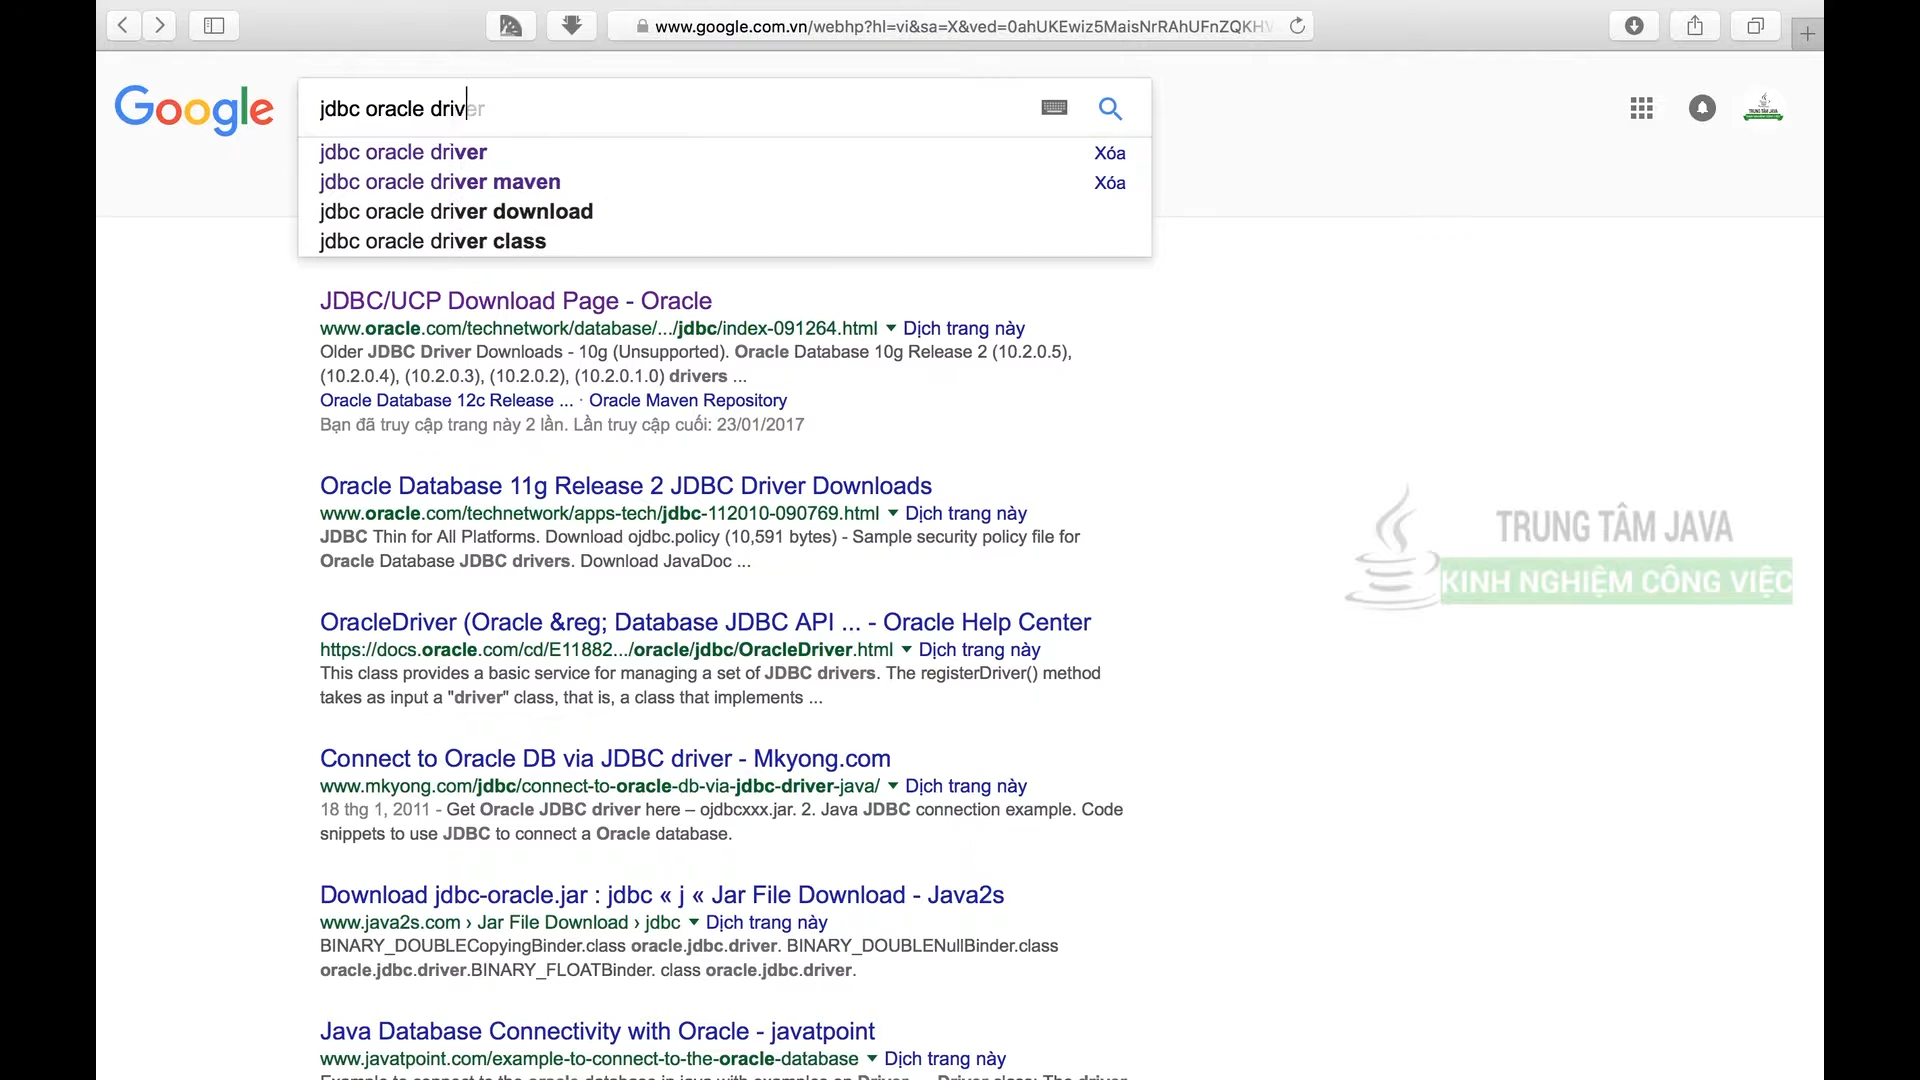 www.google.com.vn/webhp?hl=vi&sa=X&ved=0ahUKEwiz5MaisNrRAhUFnZQKHV
Google
jdbc oracle driver
jdbc oracle driver Xóa
jdbc oracle driver maven Xóa
jdbc oracle driver download
jdbc oracle driver class
JDBC/UCP Download Page - Oracle
www.oracle.com/technetwork/database/.../jdbc/index-091264.html Dịch trang này
Older JDBC Driver Downloads - 10g (Unsupported). Oracle Database 10g Release 2 (10.2.0.5),
(10.2.0.4), (10.2.0.3), (10.2.0.2), (10.2.0.1.0) drivers ...
Oracle Database 12c Release ... · Oracle Maven Repository
Bạn đã truy cập trang này 2 lần. Lần truy cập cuối: 23/01/2017
Oracle Database 11g Release 2 JDBC Driver Downloads
www.oracle.com/technetwork/apps-tech/jdbc-112010-090769.html Dịch trang này
JDBC Thin for All Platforms. Download ojdbc.policy (10,591 bytes) - Sample security policy file for
Oracle Database JDBC drivers. Download JavaDoc ...
TRUNG TÂM JAVA
KINH NGHIỆM CÔNG VIỆC
OracleDriver (Oracle &reg; Database JDBC API ... - Oracle Help Center
https://docs.oracle.com/cd/E11882.../oracle/jdbc/OracleDriver.html Dịch trang này
This class provides a basic service for managing a set of JDBC drivers. The registerDriver() method
takes as input a "driver" class, that is, a class that implements ...
Connect to Oracle DB via JDBC driver - Mkyong.com
www.mkyong.com/jdbc/connect-to-oracle-db-via-jdbc-driver-java/ Dịch trang này
18 thg 1, 2011 - Get Oracle JDBC driver here – ojdbcxxx.jar. 2. Java JDBC connection example. Code
snippets to use JDBC to connect a Oracle database.
Download jdbc-oracle.jar : jdbc « j « Jar File Download - Java2s
www.java2s.com › Jar File Download › jdbc Dịch trang này
BINARY_DOUBLECopyingBinder.class oracle.jdbc.driver. BINARY_DOUBLENullBinder.class
oracle.jdbc.driver.BINARY_FLOATBinder. class oracle.jdbc.driver.
Java Database Connectivity with Oracle - javatpoint
www.javatpoint.com/example-to-connect-to-the-oracle-database Dịch trang này